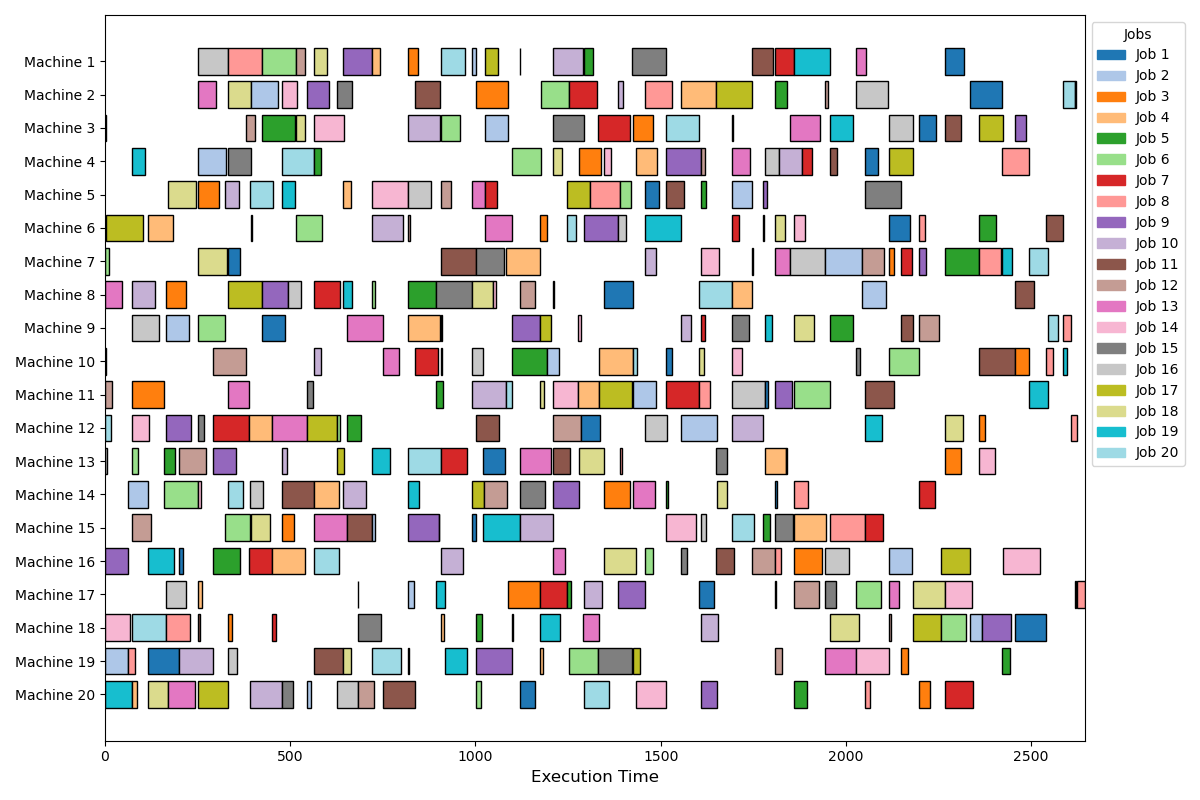 Machine 1
Machine 2
Machine 3
Machine 4
Machine 5
Machine 6
Machine 7
Machine 8
Machine 9
Machine 10
Machine 11
Machine 12
Machine 13
Machine 14
Machine 15
Machine 16
Machine 17
Machine 18
Machine 19
Machine 20
0 500 1000 1500 2000 2500
Execution Time
Jobs
Job 1
Job 2
Job 3
Job 4
Job 5
Job 6
Job 7
Job 8
Job 9
Job 10
Job 11
Job 12
Job 13
Job 14
Job 15
Job 16
Job 17
Job 18
Job 19
Job 20